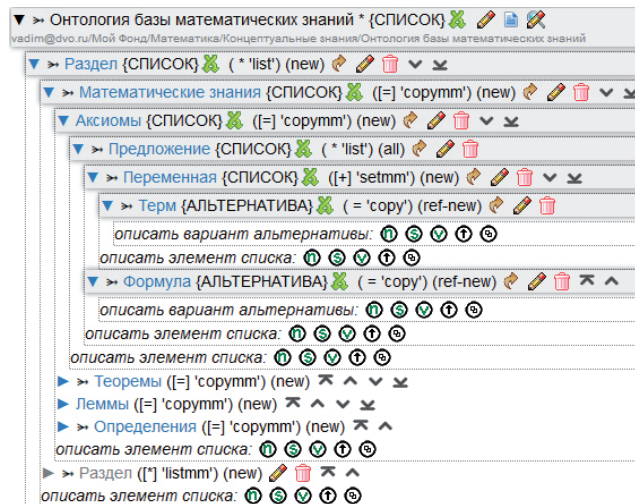 ▼ ➳ Онтология базы математических знаний * {СПИСОК}
vadim@dvo.ru/Мой Фонд/Математика/Концептуальные знания/Онтология базы математических знаний
▼ ➳ Раздел {СПИСОК} ( * 'list') (new)
▼ ➳ Математические знания {СПИСОК} ([=] 'copymm') (new)
▼ Аксиомы {СПИСОК} ([=] 'copymm') (new)
▼ ➳ Предложение {СПИСОК} ( * 'list') (all)
▼ ➳ Переменная {СПИСОК} ([+] 'setmm') (new)
▼ ➳ Терм {АЛЬТЕРНАТИВА} ( = 'copy') (ref-new)
описать вариант альтернативы: n s v
описать элемент списка: n s v
▼ ➳ Формула {АЛЬТЕРНАТИВА} ( = 'copy') (ref-new)
описать вариант альтернативы: n s v
описать элемент списка: n s v
описать элемент списка: n s v
▶ ➳ Теоремы ([=] 'copymm') (new)
▶ Леммы ([=] 'copymm') (new)
▶ ➳ Определения ([=] 'copymm') (new)
описать элемент списка: n s v
▶ ➳ Раздел ([*] 'listmm') (new)
описать элемент списка: n s v